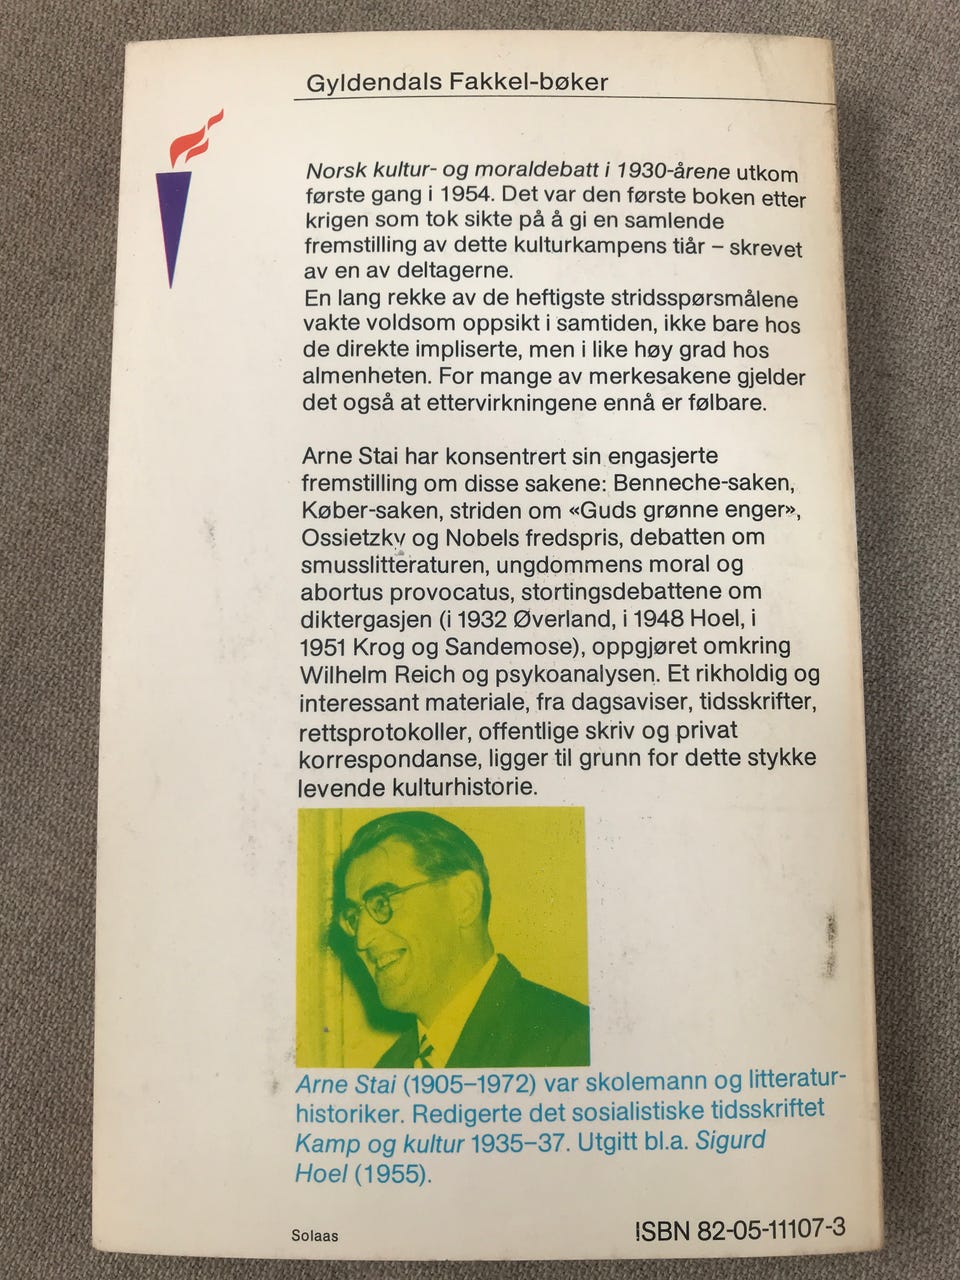 Gyldendals Fakkel-bøker
Norsk kultur- og moraldebatt i 1930-årene utkom
første gang i 1954. Det var den første boken etter
krigen som tok sikte på å gi en samlende
fremstilling av dette kulturkampens tiår – skrevet
av en av deltagerne.
En lang rekke av de heftigste stridsspørsmålene
vakte voldsom oppsikt i samtiden, ikke bare hos
de direkte impliserte, men i like høy grad hos
almenheten. For mange av merkesakene gjelder
det også at ettervirkningene ennå er følbare.
Arne Stai har konsentrert sin engasjerte
fremstilling om disse sakene: Benneche-saken,
Køber-saken, striden om «Guds grønne enger»,
Ossietzky og Nobels fredspris, debatten om
smusslitteraturen, ungdommens moral og
abortus provocatus, stortingsdebattene om
diktergasjen (i 1932 Øverland, i 1948 Hoel, i
1951 Krog og Sandemose), oppgjøret omkring
Wilhelm Reich og psykoanalysen. Et rikholdig og
interessant materiale, fra dagsaviser, tidsskrifter,
rettsprotokoller, offentlige skriv og privat
korrespondanse, ligger til grunn for dette stykke
levende kulturhistorie.
Arne Stai (1905–1972) var skolemann og litteratur-
historiker. Redigerte det sosialistiske tidsskriftet
Kamp og kultur 1935–37. Utgitt bl.a. Sigurd
Hoel (1955).
Solaas
ISBN 82-05-11107-3